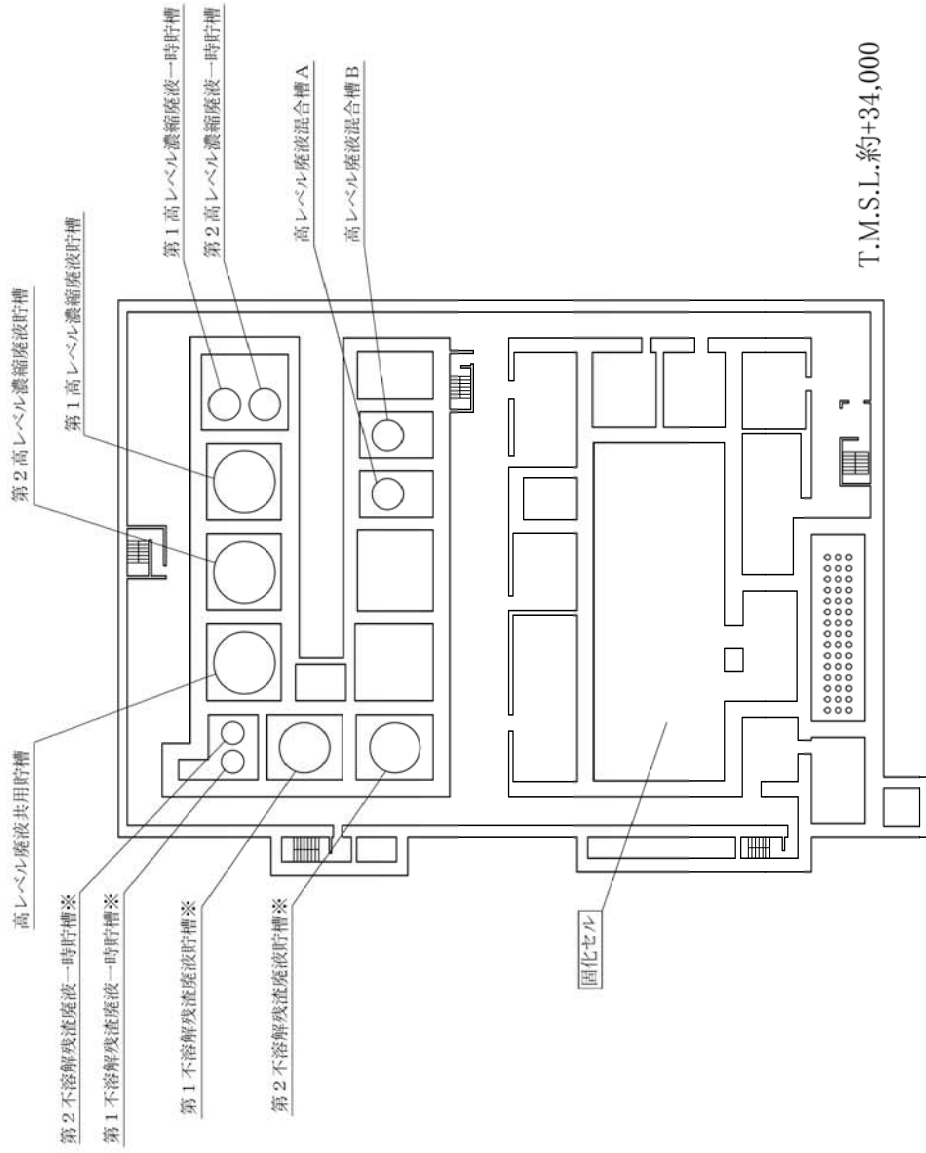 高レベル廃液共用貯槽
第2高レベル濃縮廃液貯槽
第1高レベル濃縮廃液貯槽
第1高レベル濃縮廃液一時貯槽
第2高レベル濃縮廃液一時貯槽
高レベル廃液混合槽A
高レベル廃液混合槽B
第2不溶解残渣廃液一時貯槽※
第1不溶解残渣廃液一時貯槽※
第1不溶解残渣廃液貯槽※
第2不溶解残渣廃液貯槽※
固化セル
T.M.S.L.約+34,000